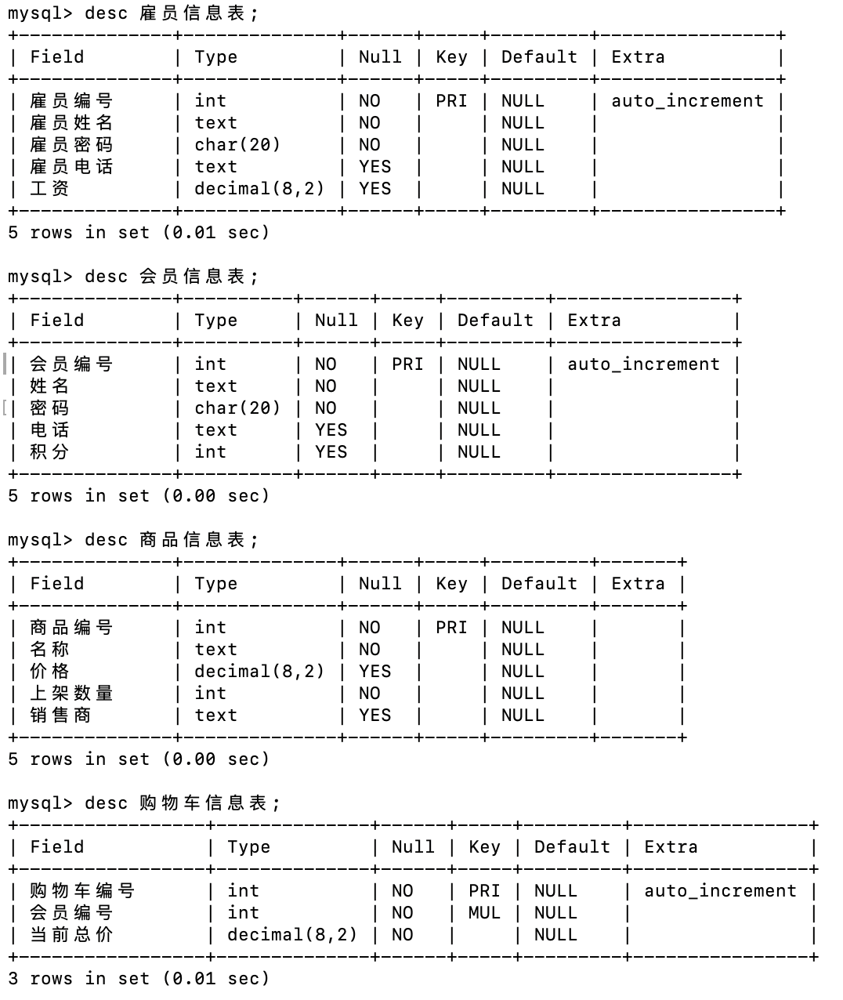 mysql> desc 雇员信息表;
+--------------+--------------+------+-----+---------+----------------+
| Field        | Type         | Null | Key | Default | Extra          |
+--------------+--------------+------+-----+---------+----------------+
| 雇员编号     | int          | NO   | PRI | NULL    | auto_increment |
| 雇员姓名     | text         | NO   |     | NULL    |                |
| 雇员密码     | char(20)     | NO   |     | NULL    |                |
| 雇员电话     | text         | YES  |     | NULL    |                |
| 工资         | decimal(8,2) | YES  |     | NULL    |                |
+--------------+--------------+------+-----+---------+----------------+
5 rows in set (0.01 sec)
mysql> desc 会员信息表;
+--------------+----------+------+-----+---------+----------------+
| Field        | Type     | Null | Key | Default | Extra          |
+--------------+----------+------+-----+---------+----------------+
| 会员编号     | int      | NO   | PRI | NULL    | auto_increment |
| 姓名         | text     | NO   |     | NULL    |                |
| 密码         | char(20) | NO   |     | NULL    |                |
| 电话         | text     | YES  |     | NULL    |                |
| 积分         | int      | YES  |     | NULL    |                |
+--------------+----------+------+-----+---------+----------------+
5 rows in set (0.00 sec)
mysql> desc 商品信息表;
+--------------+--------------+------+-----+---------+-------+
| Field        | Type         | Null | Key | Default | Extra |
+--------------+--------------+------+-----+---------+-------+
| 商品编号     | int          | NO   | PRI | NULL    |       |
| 名称         | text         | NO   |     | NULL    |       |
| 价格         | decimal(8,2) | YES  |     | NULL    |       |
| 上架数量     | int          | NO   |     | NULL    |       |
| 销售商       | text         | YES  |     | NULL    |       |
+--------------+--------------+------+-----+---------+-------+
5 rows in set (0.00 sec)
mysql> desc 购物车信息表;
+-----------------+--------------+------+-----+---------+----------------+
| Field           | Type         | Null | Key | Default | Extra          |
+-----------------+--------------+------+-----+---------+----------------+
| 购物车编号      | int          | NO   | PRI | NULL    | auto_increment |
| 会员编号        | int          | NO   | MUL | NULL    |                |
| 当前总价        | decimal(8,2) | NO   |     | NULL    |                |
+-----------------+--------------+------+-----+---------+----------------+
3 rows in set (0.01 sec)